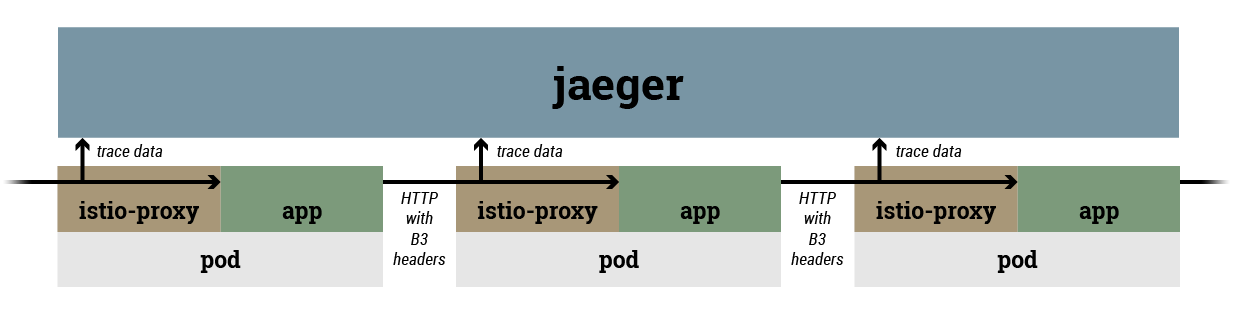 jaeger
trace data
trace data
trace data
istio-proxy
app
HTTP
with
B3
headers
istio-proxy
app
HTTP
with
B3
headers
istio-proxy
app
pod
pod
pod